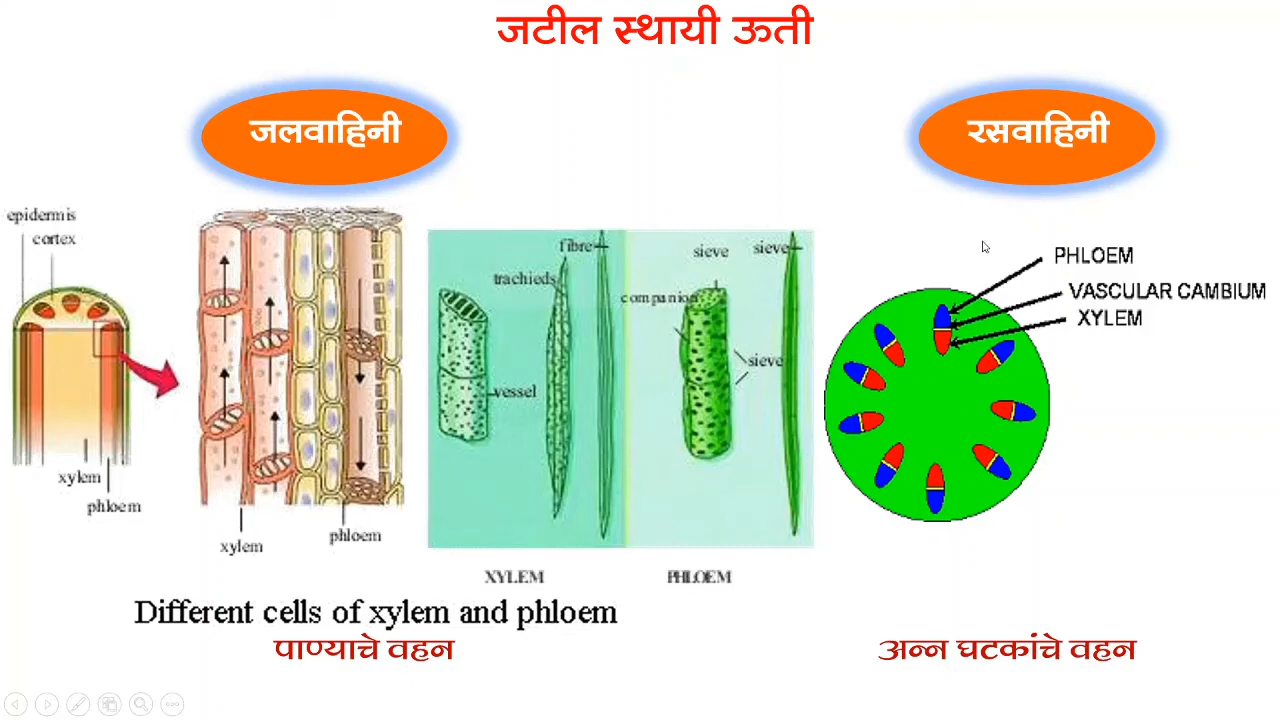 जटील स्थायी ऊती
जलवाहिनी
रसवाहिनी
epidermis
cortex
xylem
phloem
xylem
phloem
fibre
trachieds
vessel
sieve
sieve
companion
sieve
XYLEM
PHLOEM
PHLOEM
VASCULAR CAMBIUM
XYLEM
Different cells of xylem and phloem
पाण्याचे वहन
अन्न घटकांचे वहन